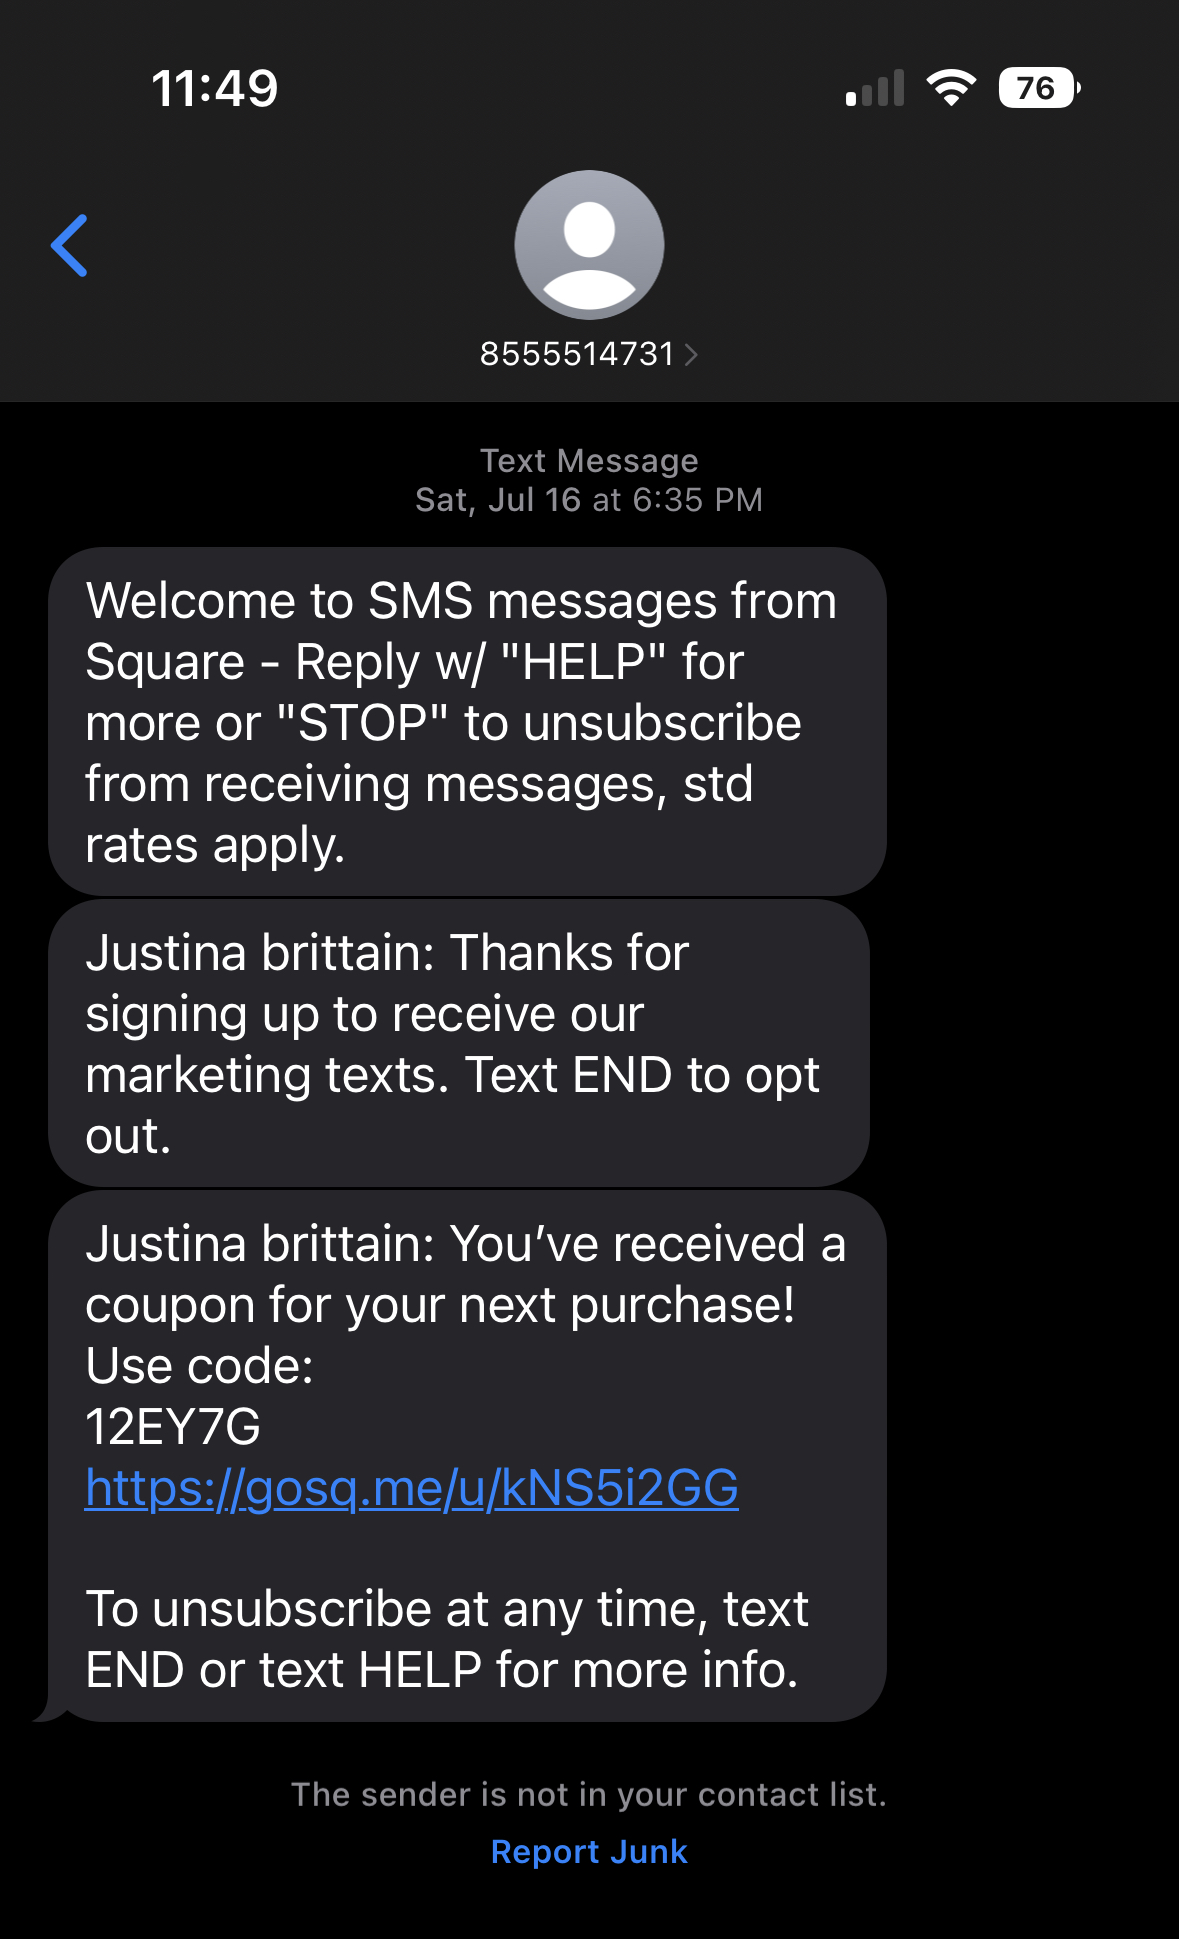 11:49
76
8555514731
Text Message
Sat, Jul 16 at 6:35 PM
Welcome to SMS messages from
Square - Reply w/ "HELP" for
more or "STOP" to unsubscribe
from receiving messages, std
rates apply.
Justina brittain: Thanks for
signing up to receive our
marketing texts. Text END to opt
out.
Justina brittain: You’ve received a
coupon for your next purchase!
Use code:
12EY7G
https://gosq.me/u/kNS5i2GG
To unsubscribe at any time, text
END or text HELP for more info.
The sender is not in your contact list.
Report Junk